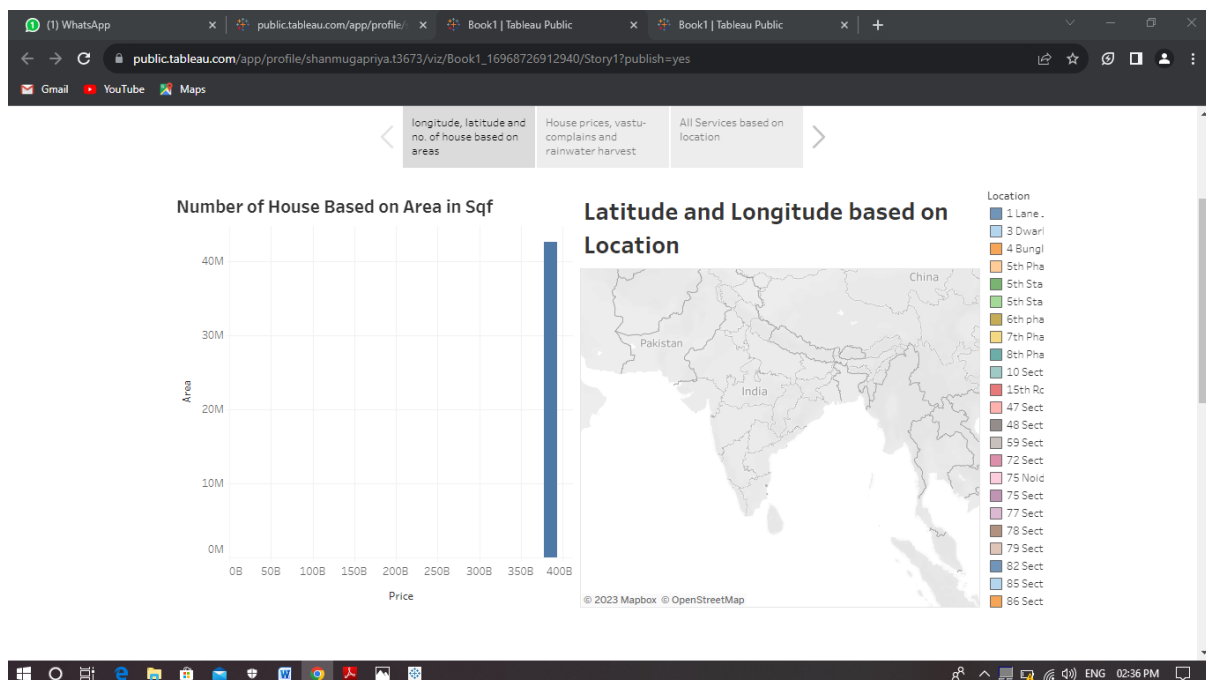 (1) WhatsApp
public.tableau.com/app/profile/
Book1 | Tableau Public
Book1 | Tableau Public
public.tableau.com/app/profile/shanmugapriya.t3673/viz/Book1_16968726912940/Story1?publish=yes
Gmail
YouTube
Maps
longitude, latitude and
no. of house based on
areas
House prices, vastu-
complains and
rainwater harvest
All Services based on
location
Number of House Based on Area in Sqf
Area
40M
30M
20M
10M
0M
0B 50B 100B 150B 200B 250B 300B 350B 400B
Price
Latitude and Longitude based on
Location
China
Pakistan
India
© 2023 Mapbox © OpenStreetMap
Location
1 Lane .
3 Dwarl
4 Bungl
5th Pha
5th Sta
5th Sta
6th pha
7th Pha
8th Pha
10 Sect
15th Rc
47 Sect
48 Sect
59 Sect
72 Sect
75 Noid
75 Sect
77 Sect
78 Sect
79 Sect
82 Sect
85 Sect
86 Sect
ENG 02:36 PM